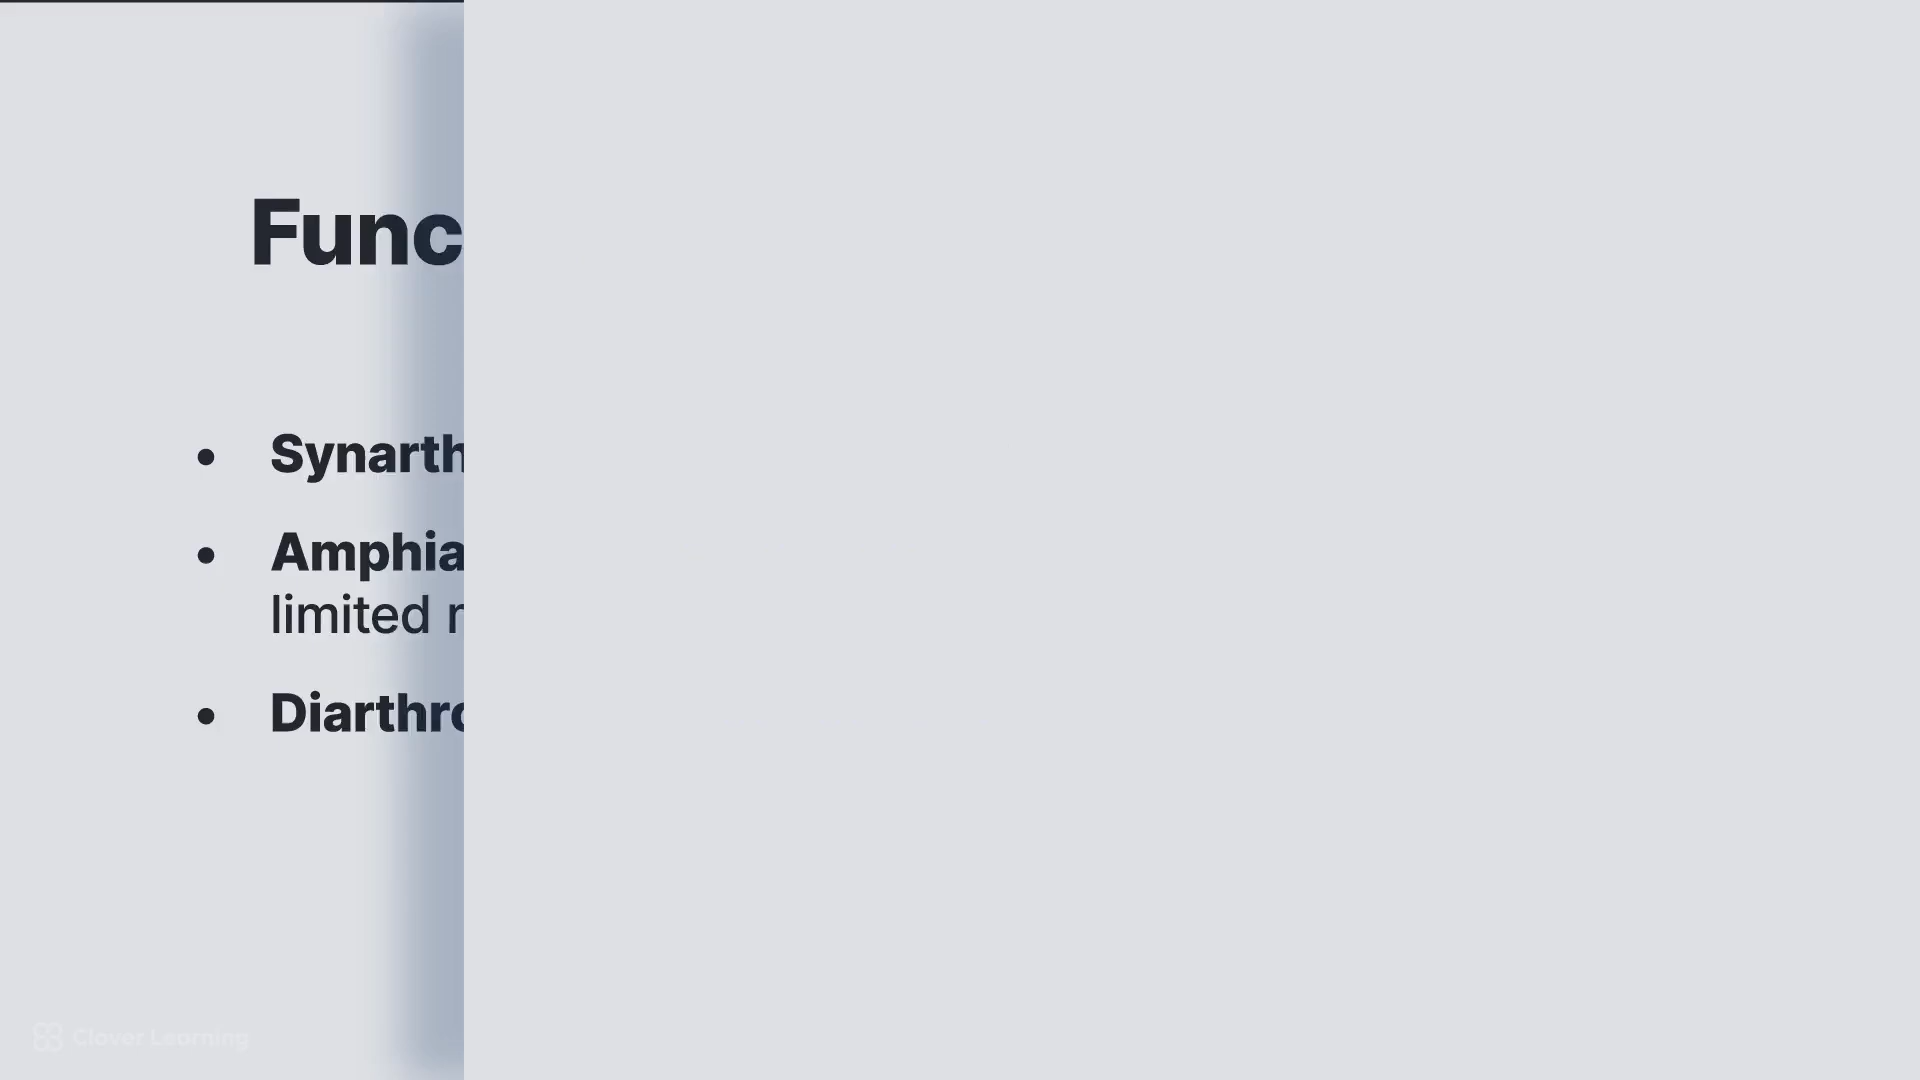 Func
• Synarth
• Amphia
limited
• Diarthro
Clover Learning